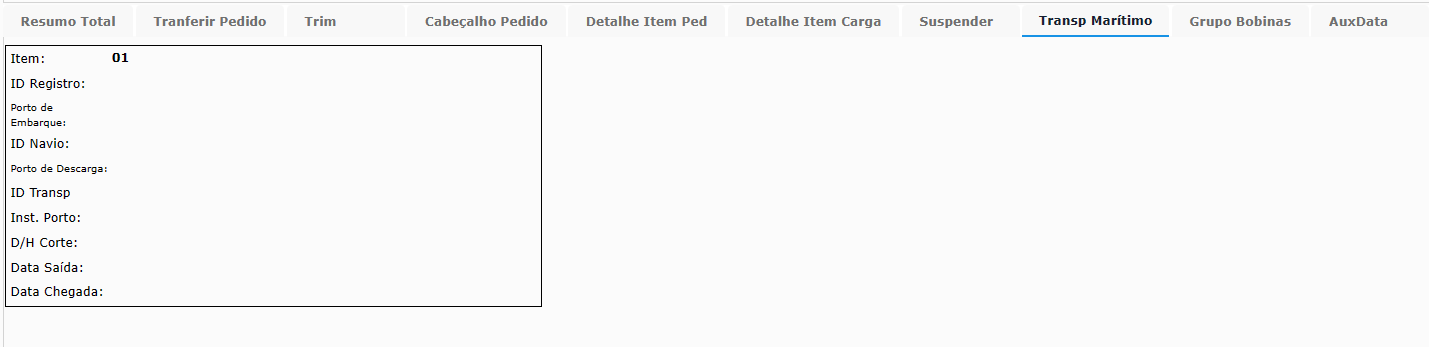 Resumo Total Tranferir Pedido Trim Cabeçalho Pedido Detalhe Item Ped Detalhe Item Carga Suspender Transp Marítimo Grupo Bobinas AuxData
Item: 01
ID Registro:
Porto de
Embarque:
ID Navio:
Porto de Descarga:
ID Transp
Inst. Porto:
D/H Corte:
Data Saída:
Data Chegada: